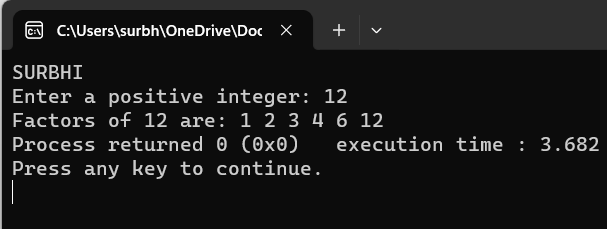 C:\Users\surbh\OneDrive\Doc
SURBHI
Enter a positive integer: 12
Factors of 12 are: 1 2 3 4 6 12
Process returned 0 (0x0)   execution time : 3.682
Press any key to continue.